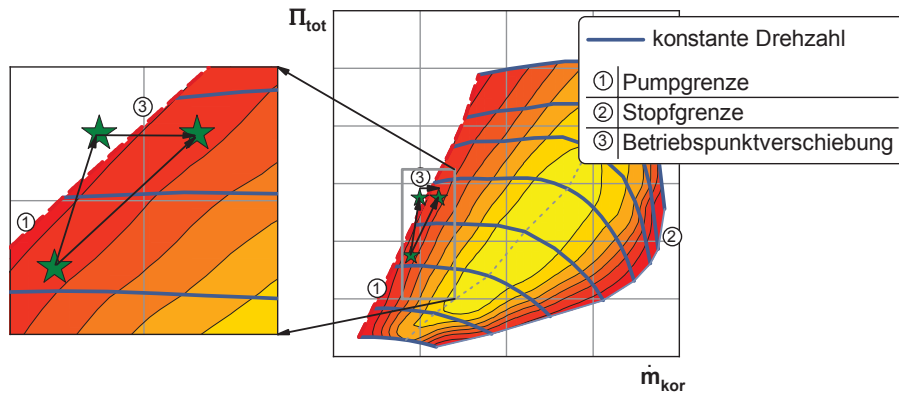 Π_tot
konstante Drehzahl
① Pumpgrenze
② Stopfgrenze
③ Betriebspunktverschiebung
③
①
③
②
①
ṁ_kor